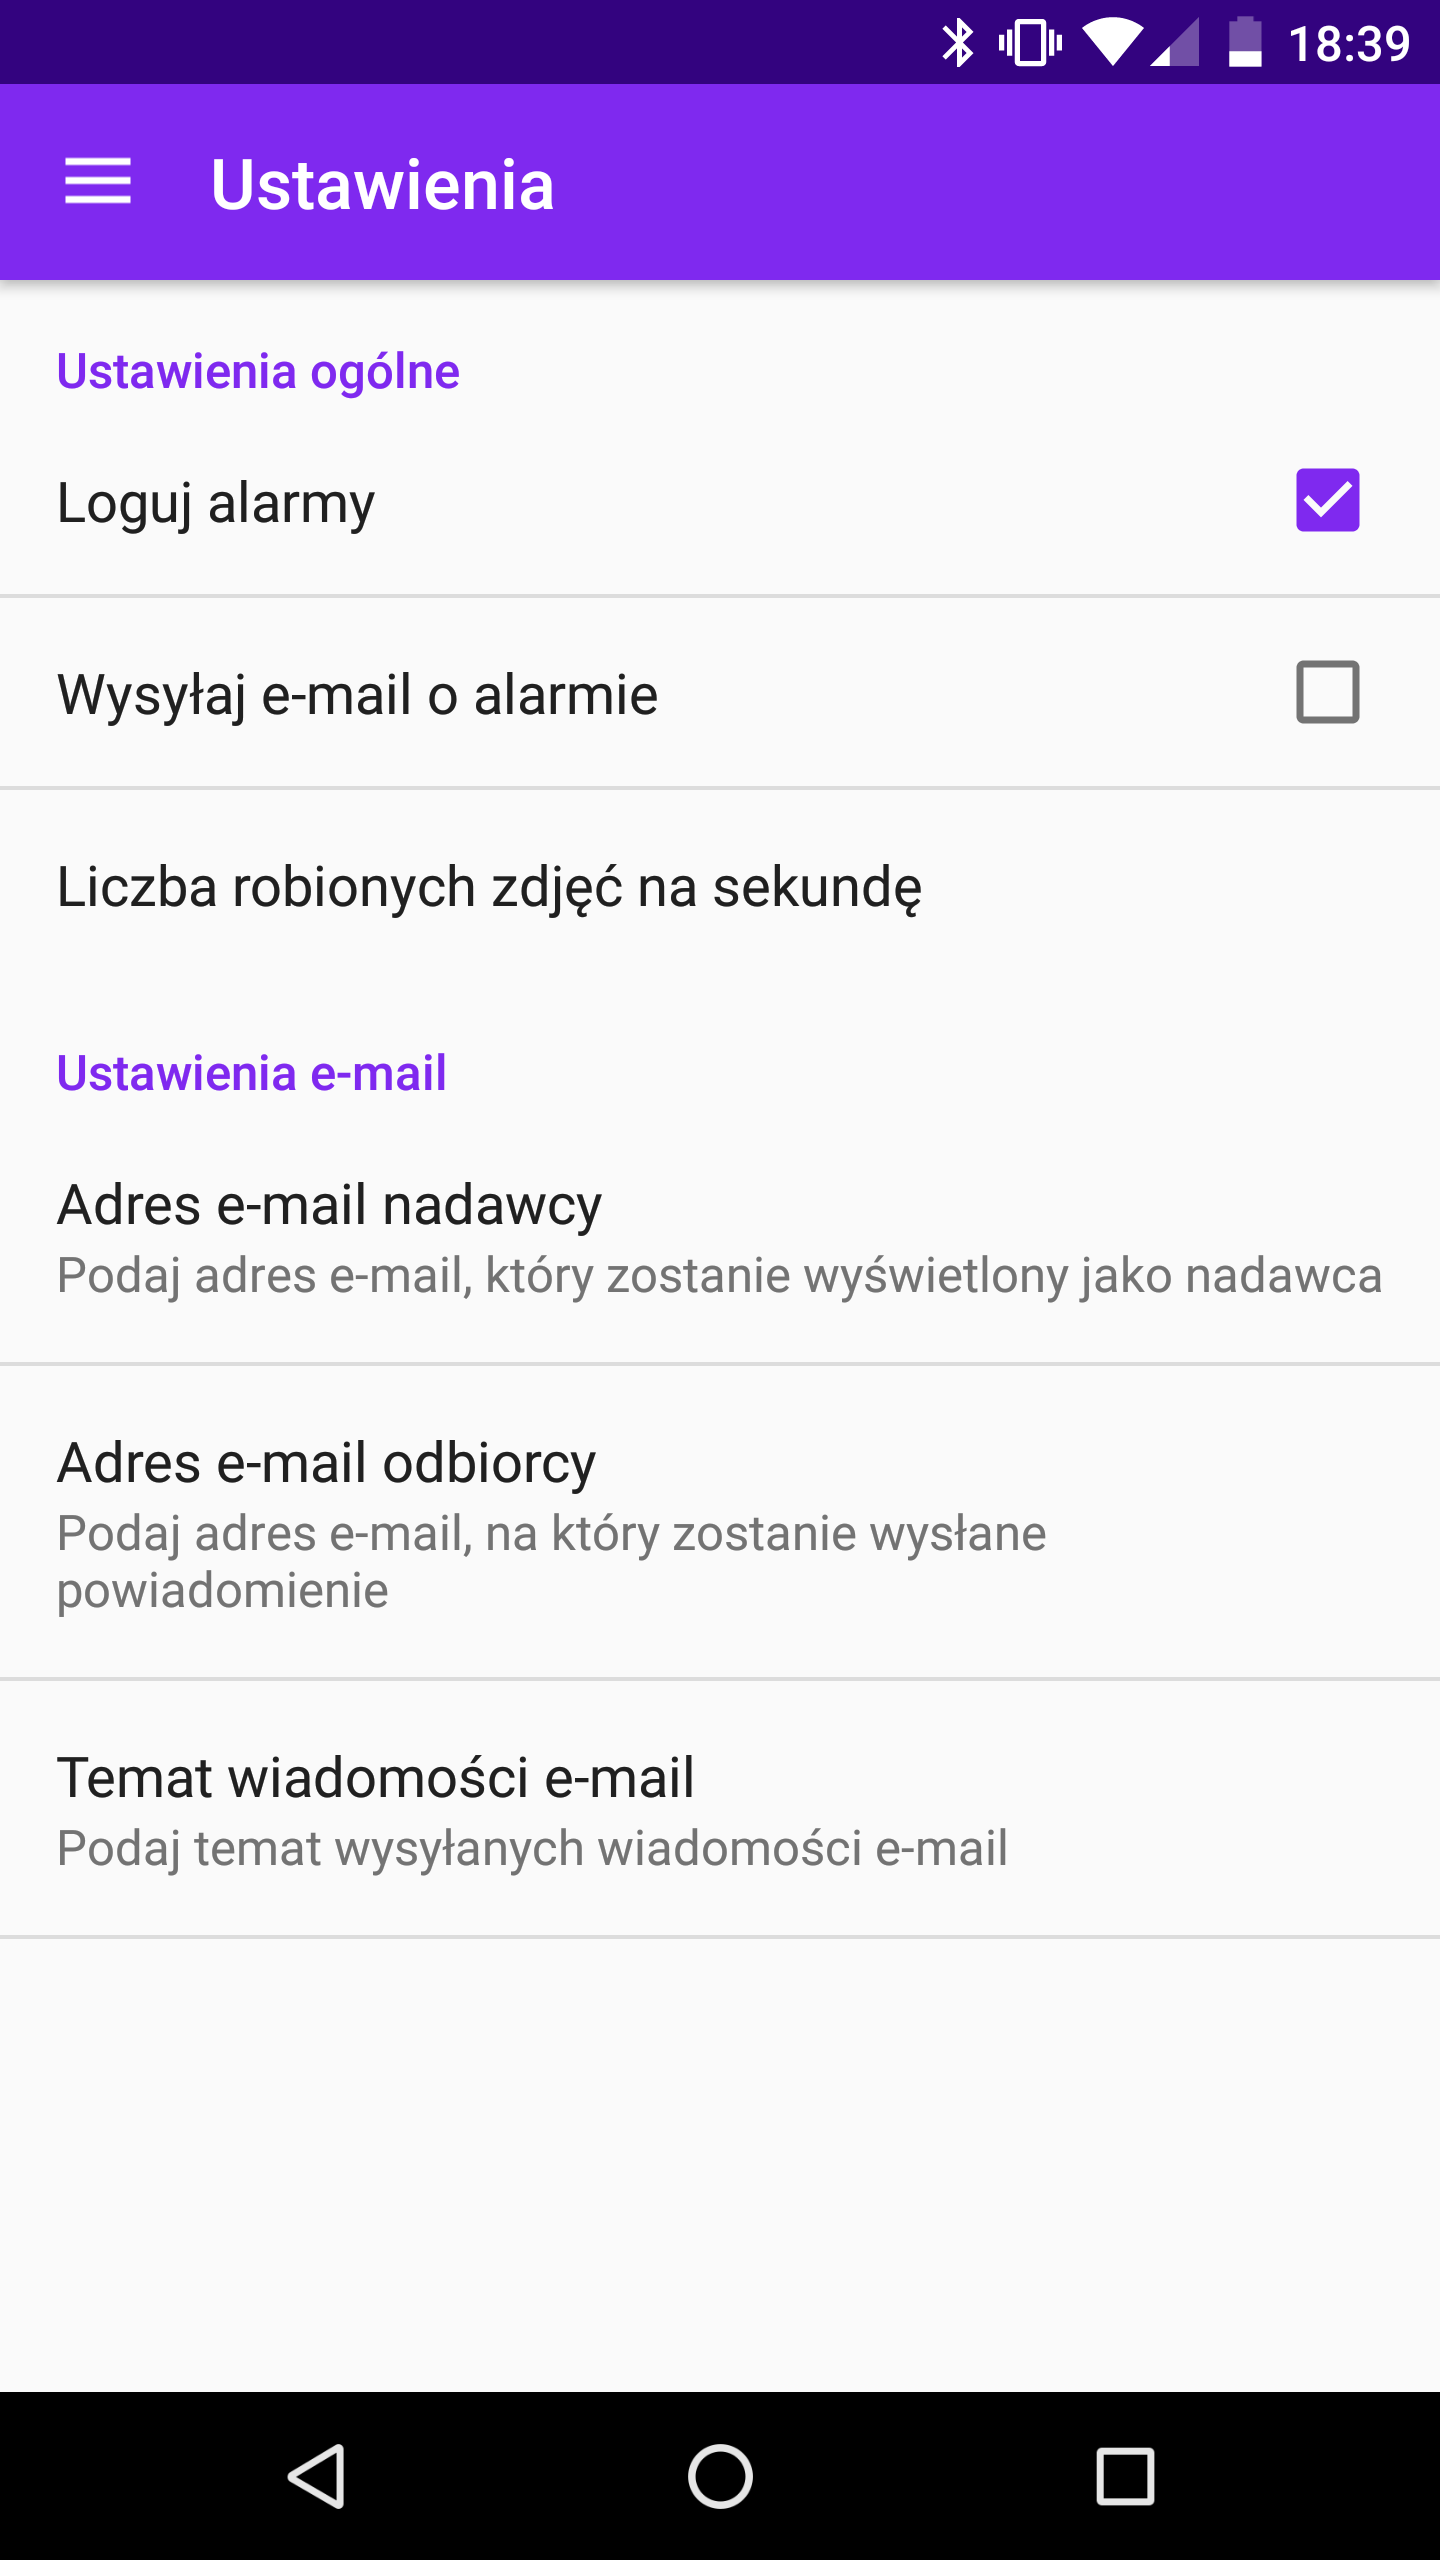 18:39
Ustawienia
Ustawienia ogólne
Loguj alarmy
Wysyłaj e-mail o alarmie
Liczba robionych zdjęć na sekundę
Ustawienia e-mail
Adres e-mail nadawcy
Podaj adres e-mail, który zostanie wyświetlony jako nadawca
Adres e-mail odbiorcy
Podaj adres e-mail, na który zostanie wysłane
powiadomienie
Temat wiadomości e-mail
Podaj temat wysyłanych wiadomości e-mail